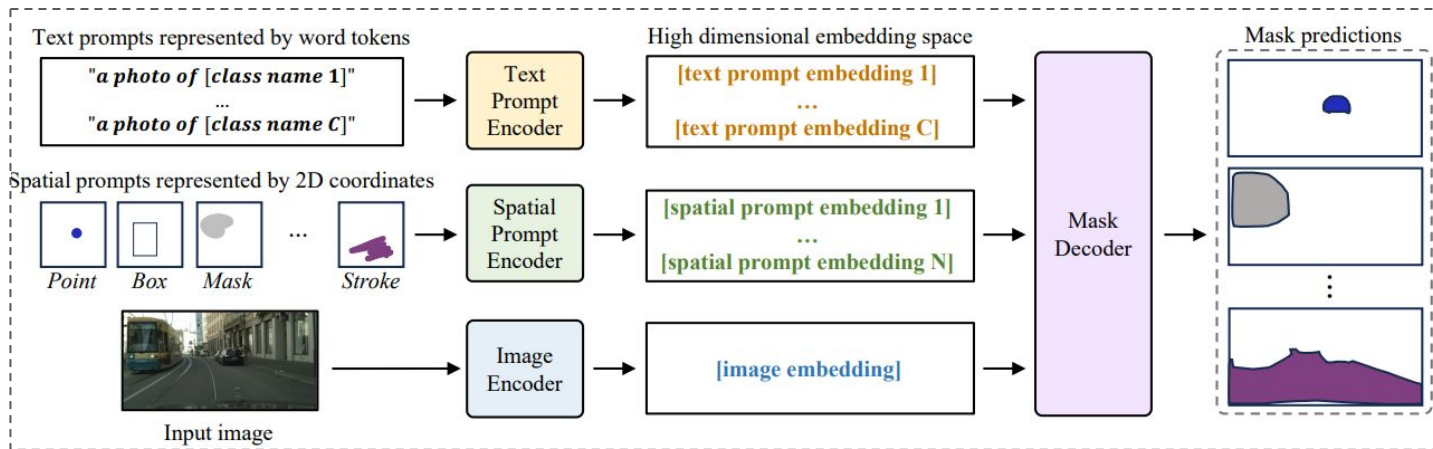 Text prompts represented by word tokens
"a photo of [class name 1]"
...
"a photo of [class name C]"
Text
Prompt
Encoder
High dimensional embedding space
[text prompt embedding 1]
...
[text prompt embedding C]
Mask predictions
Spatial prompts represented by 2D coordinates
...
Point
Box
Mask
Stroke
Spatial
Prompt
Encoder
[spatial prompt embedding 1]
...
[spatial prompt embedding N]
Mask
Decoder
Input image
Image
Encoder
[image embedding]